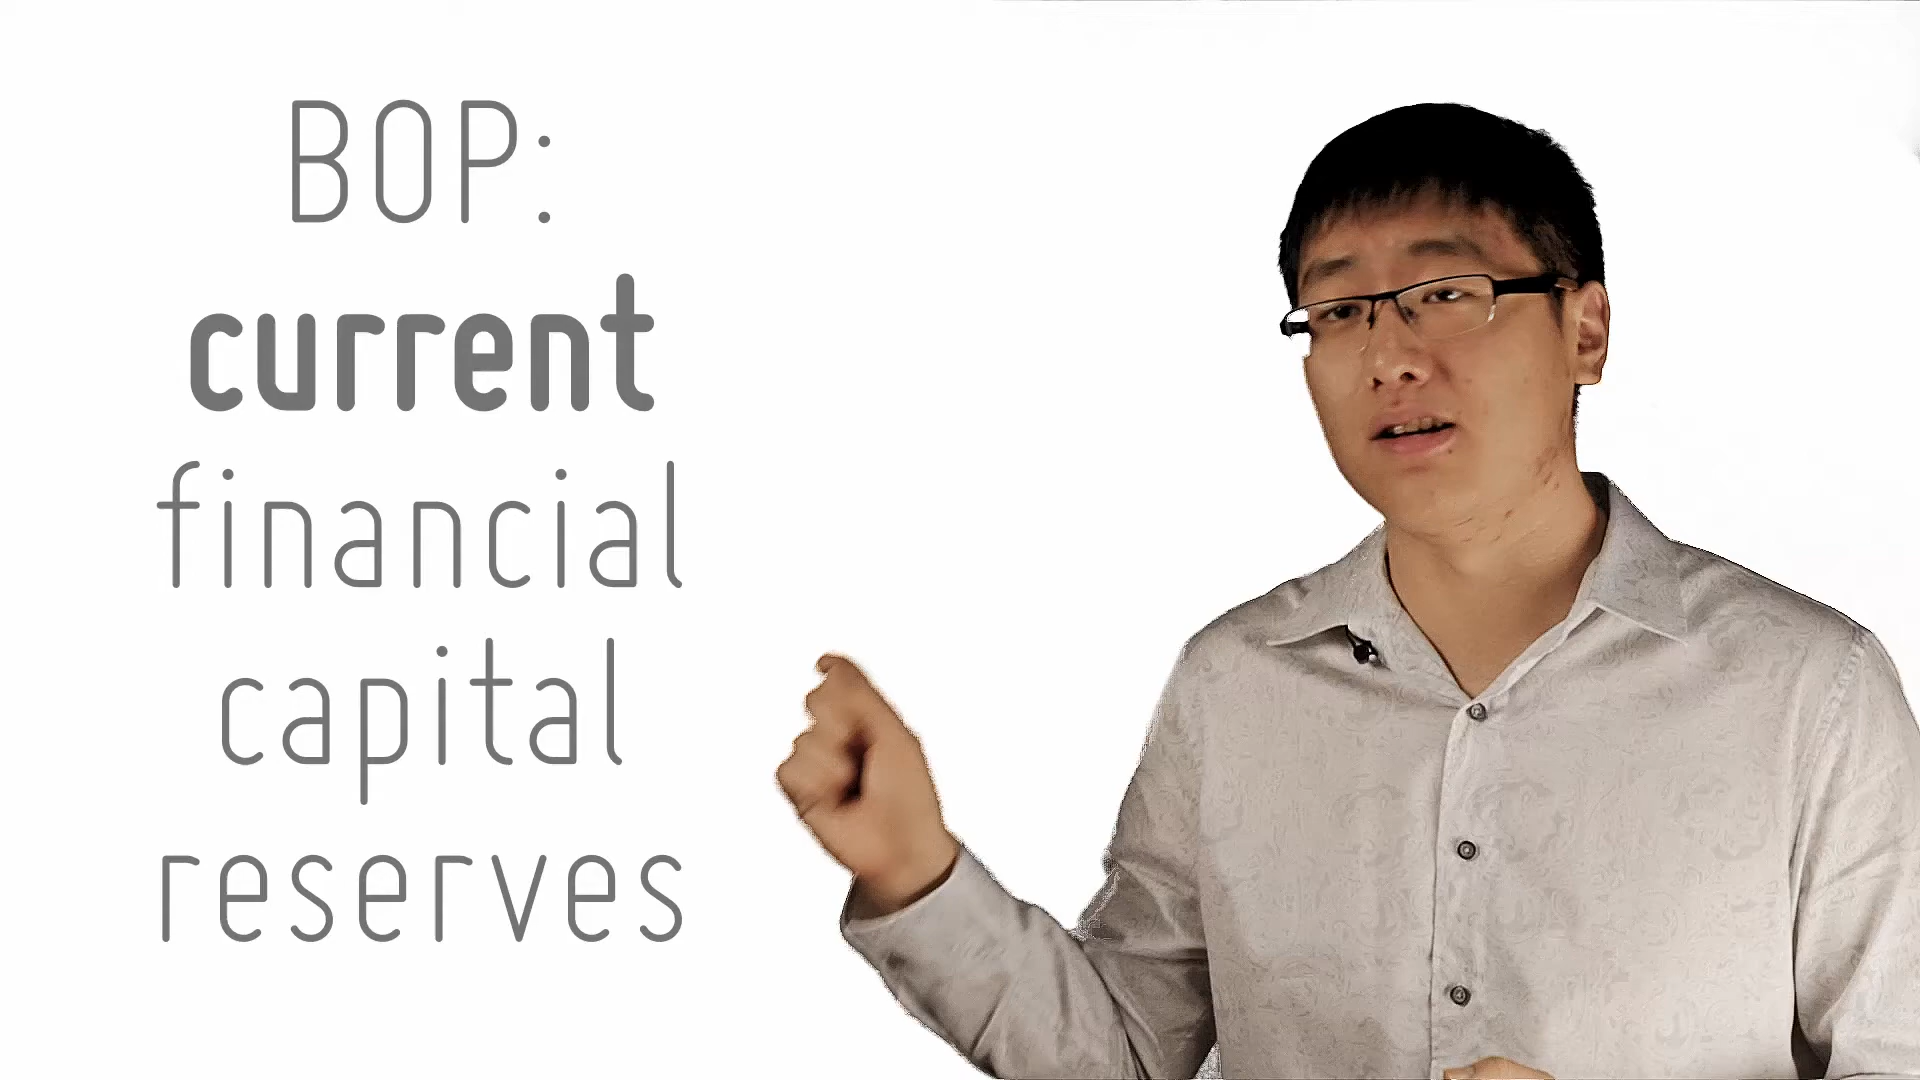 BOP:
current
financial
capital
reserves